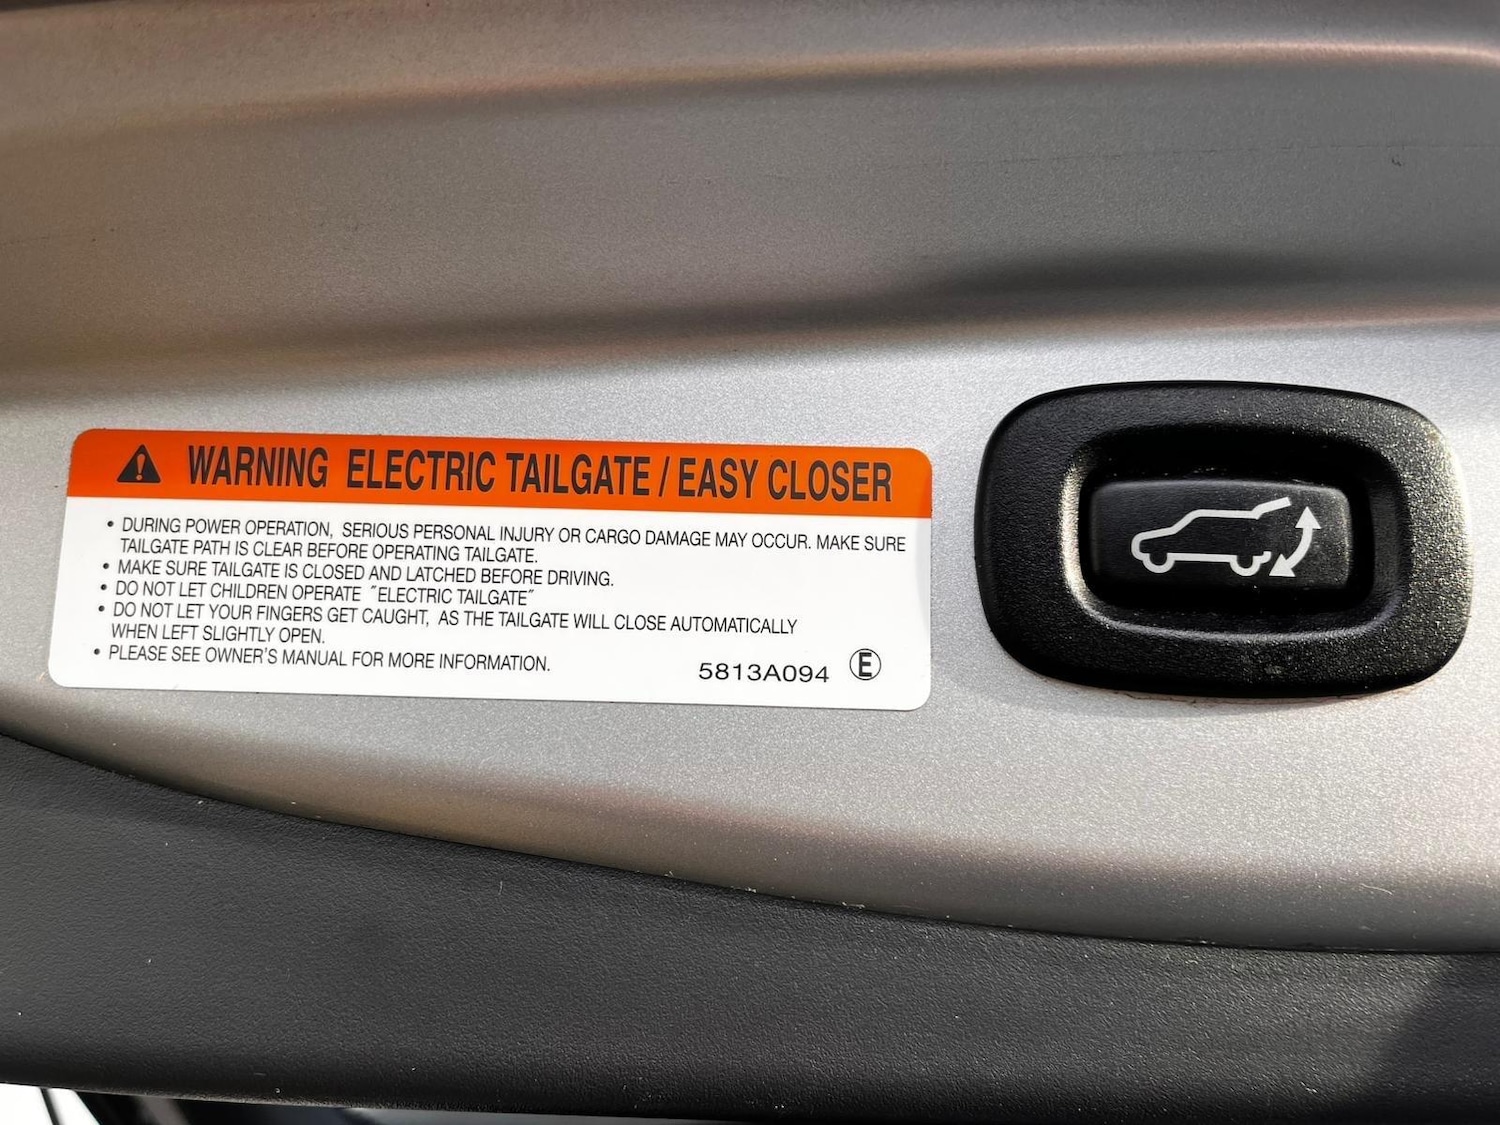 WARNING ELECTRIC TAILGATE / EASY CLOSER
• DURING POWER OPERATION, SERIOUS PERSONAL INJURY OR CARGO DAMAGE MAY OCCUR. MAKE SURE
TAILGATE PATH IS CLEAR BEFORE OPERATING TAILGATE.
• MAKE SURE TAILGATE IS CLOSED AND LATCHED BEFORE DRIVING.
• DO NOT LET CHILDREN OPERATE "ELECTRIC TAILGATE"
• DO NOT LET YOUR FINGERS GET CAUGHT, AS THE TAILGATE WILL CLOSE AUTOMATICALLY
WHEN LEFT SLIGHTLY OPEN.
• PLEASE SEE OWNER'S MANUAL FOR MORE INFORMATION.
5813A094 Ⓔ